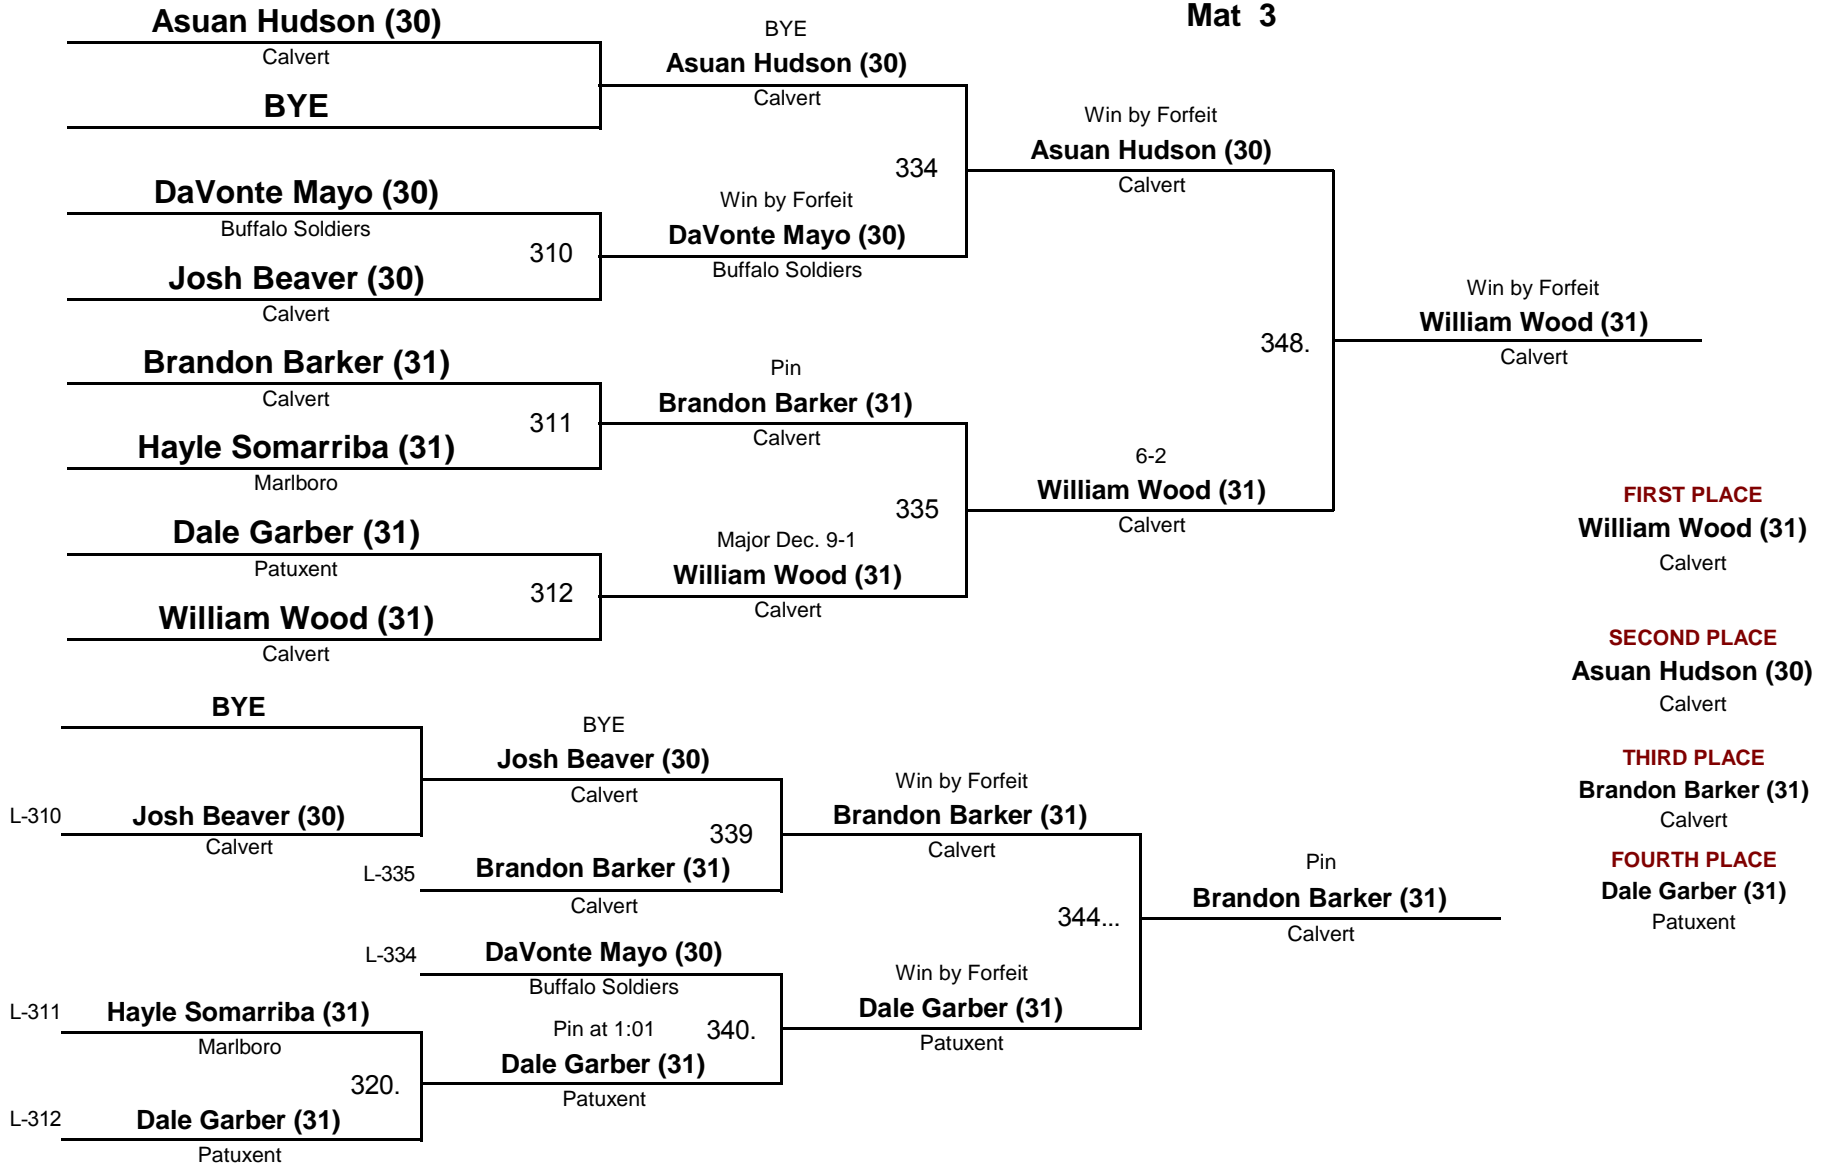 Mat 3
Asuan Hudson (30)
Calvert
BYE
DaVonte Mayo (30)
Buffalo Soldiers
310
Josh Beaver (30)
Calvert
Brandon Barker (31)
Calvert
311
Hayle Somarriba (31)
Marlboro
Dale Garber (31)
Patuxent
312
William Wood (31)
Calvert
BYE
Asuan Hudson (30)
Calvert
334
Win by Forfeit
DaVonte Mayo (30)
Buffalo Soldiers
Pin
Brandon Barker (31)
Calvert
335
Major Dec. 9-1
William Wood (31)
Calvert
Win by Forfeit
Asuan Hudson (30)
Calvert
348.
6-2
William Wood (31)
Calvert
Win by Forfeit
William Wood (31)
Calvert
FIRST PLACE
William Wood (31)
Calvert
SECOND PLACE
Asuan Hudson (30)
Calvert
THIRD PLACE
Brandon Barker (31)
Calvert
FOURTH PLACE
Dale Garber (31)
Patuxent
BYE
L-310 Josh Beaver (30)
Calvert
L-311 Hayle Somarriba (31)
Marlboro
320.
L-312 Dale Garber (31)
Patuxent
BYE
Josh Beaver (30)
Calvert
339
L-335 Brandon Barker (31)
Calvert
L-334 DaVonte Mayo (30)
Buffalo Soldiers
Pin at 1:01 340.
Dale Garber (31)
Patuxent
Win by Forfeit
Brandon Barker (31)
Calvert
344...
Win by Forfeit
Dale Garber (31)
Patuxent
Pin
Brandon Barker (31)
Calvert